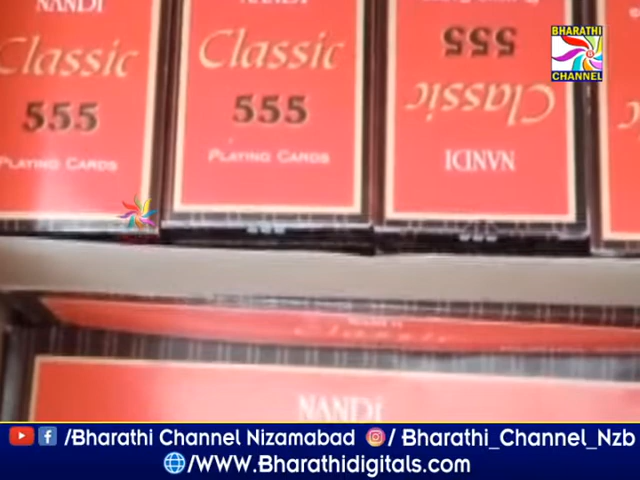 NANDI
Classic
555
PLAYING CARDS
NANDI
Classic
555
PLAYING CARDS
555
Classic
NANDI
BHARATHI
CHANNEL
NANDI
/Bharathi Channel Nizamabad / Bharathi_Channel_Nzb
/WWW.Bharathidigitals.com